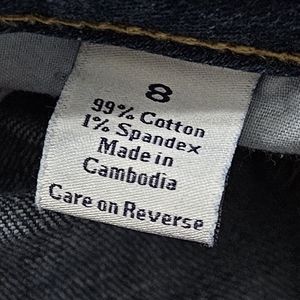 8
99% Cotton
1% Spandex
Made in
Cambodia
Care on Reverse